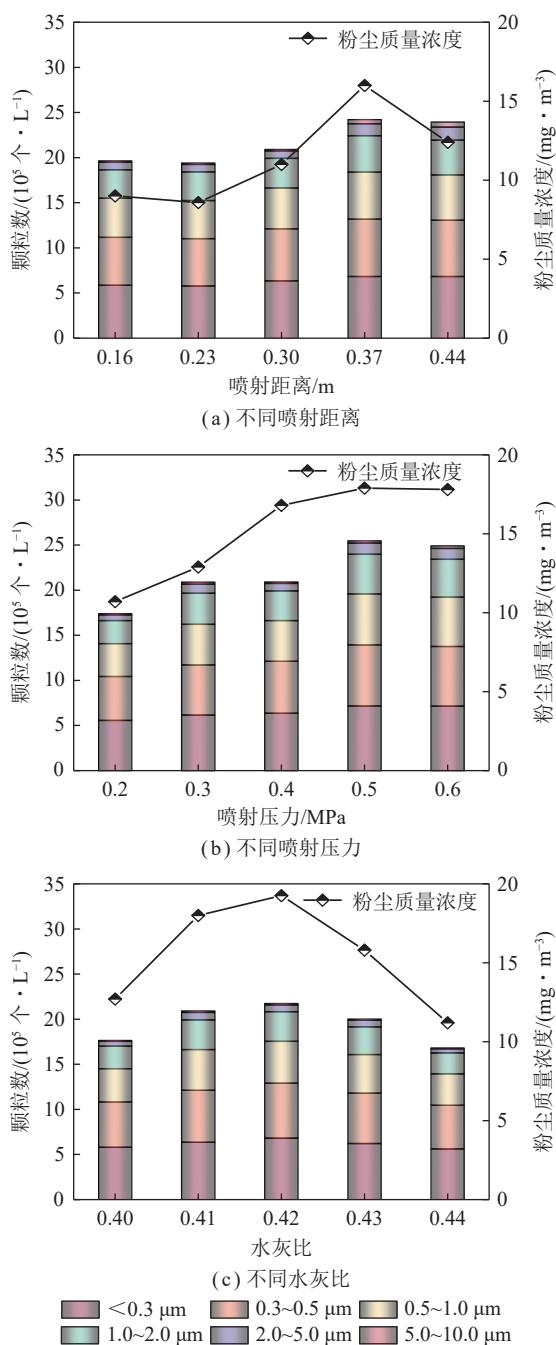 35
30
25
20
15
10
5
0
颗粒数/(10⁵ 个·L⁻¹)
粉尘质量浓度
20
15
10
5
0
粉尘质量浓度/(mg·m⁻³)
0.16 0.23 0.30 0.37 0.44
喷射距离/m
(a) 不同喷射距离
35
30
25
20
15
10
5
0
颗粒数/(10⁵ 个·L⁻¹)
粉尘质量浓度
20
15
10
5
0
粉尘质量浓度/(mg·m⁻³)
0.2 0.3 0.4 0.5 0.6
喷射压力/MPa
(b) 不同喷射压力
35
30
25
20
15
10
5
0
颗粒数/(10⁵ 个·L⁻¹)
粉尘质量浓度
20
15
10
5
0
粉尘质量浓度/(mg·m⁻³)
0.40 0.41 0.42 0.43 0.44
水灰比
(c) 不同水灰比
<0.3 μm 0.3~0.5 μm 0.5~1.0 μm
1.0~2.0 μm 2.0~5.0 μm 5.0~10.0 μm